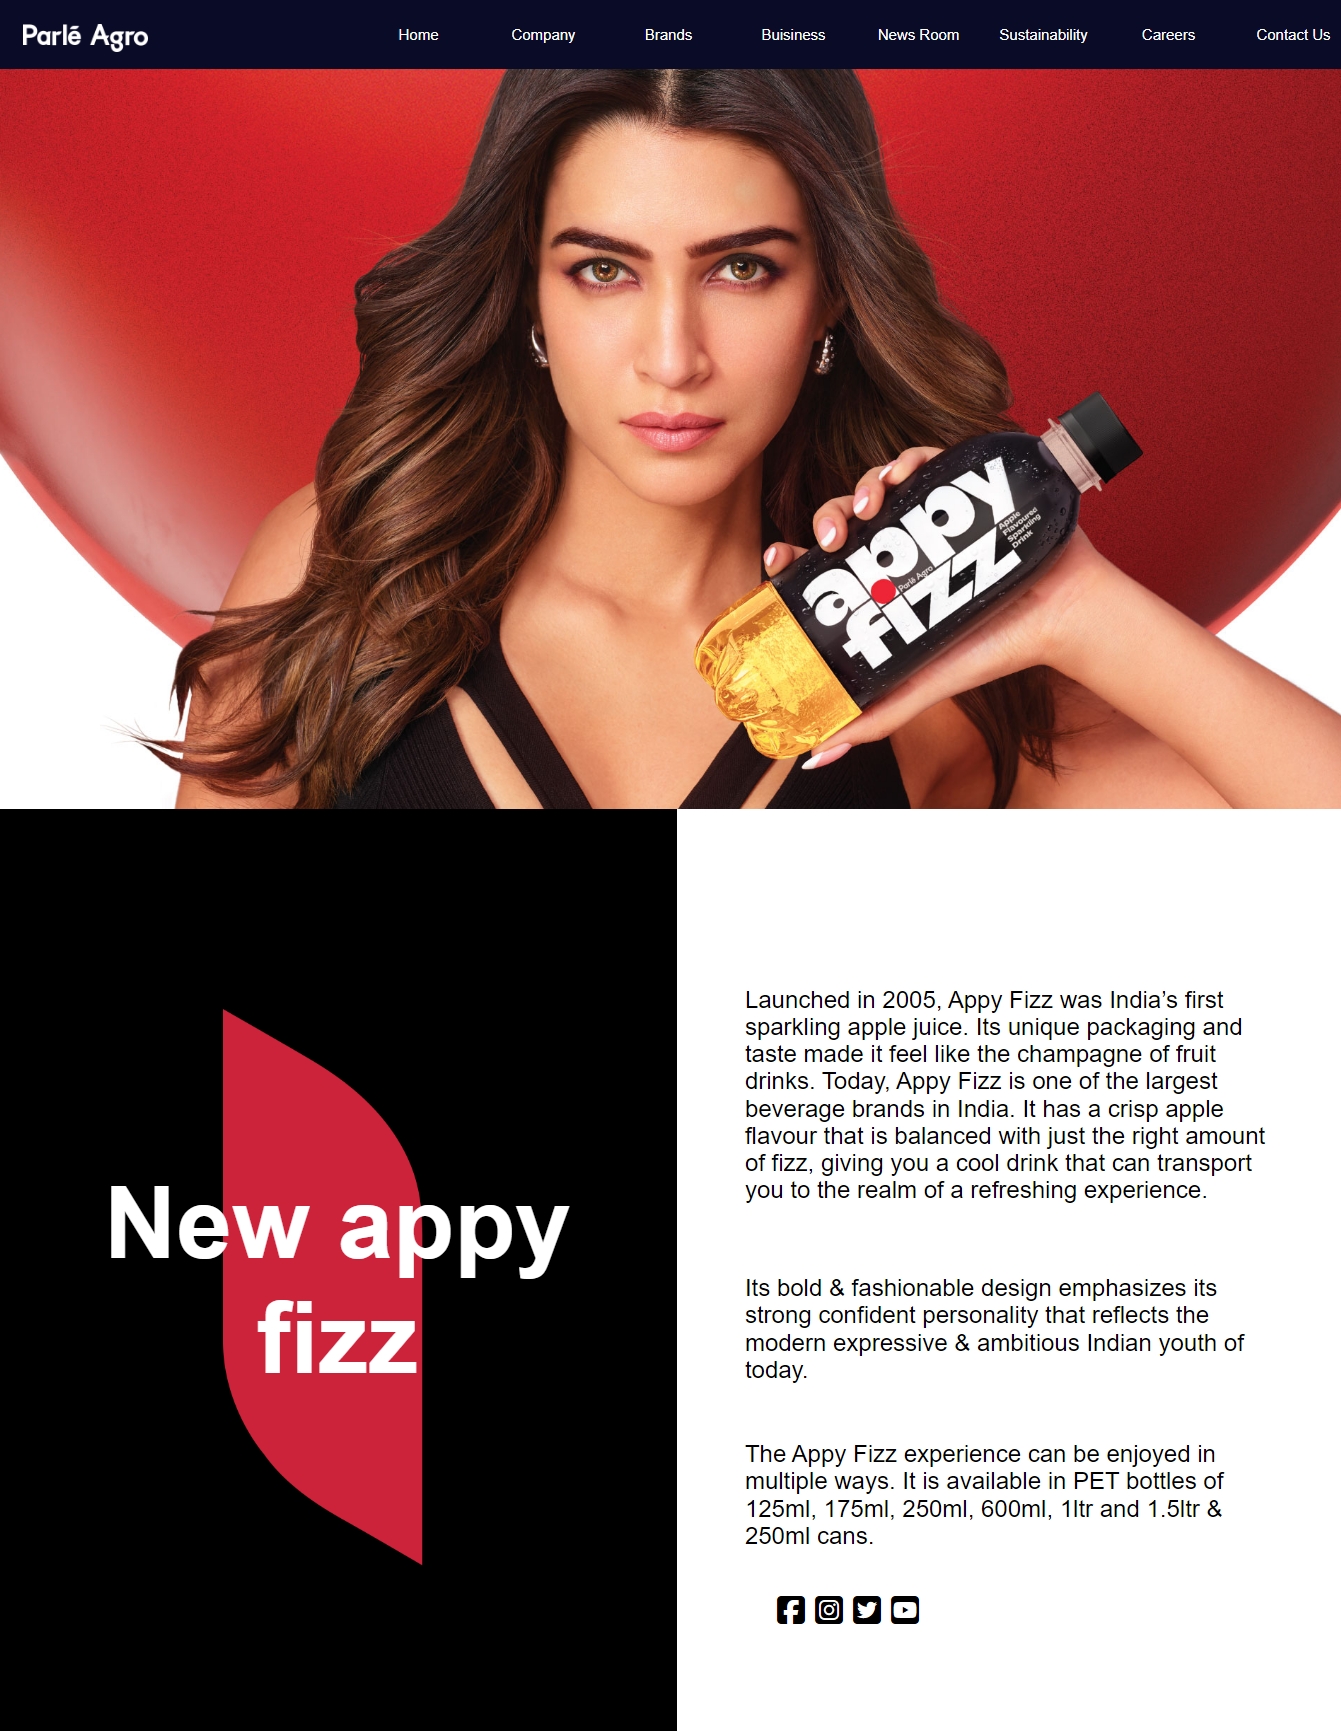 Parlé Agro
Home Company Brands Buisiness News Room Sustainability Careers Contact Us
appy
fizz
Parlé Agro
Apple
Flavoured
Sparkling
Drink
New appy
fizz
Launched in 2005, Appy Fizz was India’s first
sparkling apple juice. Its unique packaging and
taste made it feel like the champagne of fruit
drinks. Today, Appy Fizz is one of the largest
beverage brands in India. It has a crisp apple
flavour that is balanced with just the right amount
of fizz, giving you a cool drink that can transport
you to the realm of a refreshing experience.
Its bold & fashionable design emphasizes its
strong confident personality that reflects the
modern expressive & ambitious Indian youth of
today.
The Appy Fizz experience can be enjoyed in
multiple ways. It is available in PET bottles of
125ml, 175ml, 250ml, 600ml, 1ltr and 1.5ltr &
250ml cans.